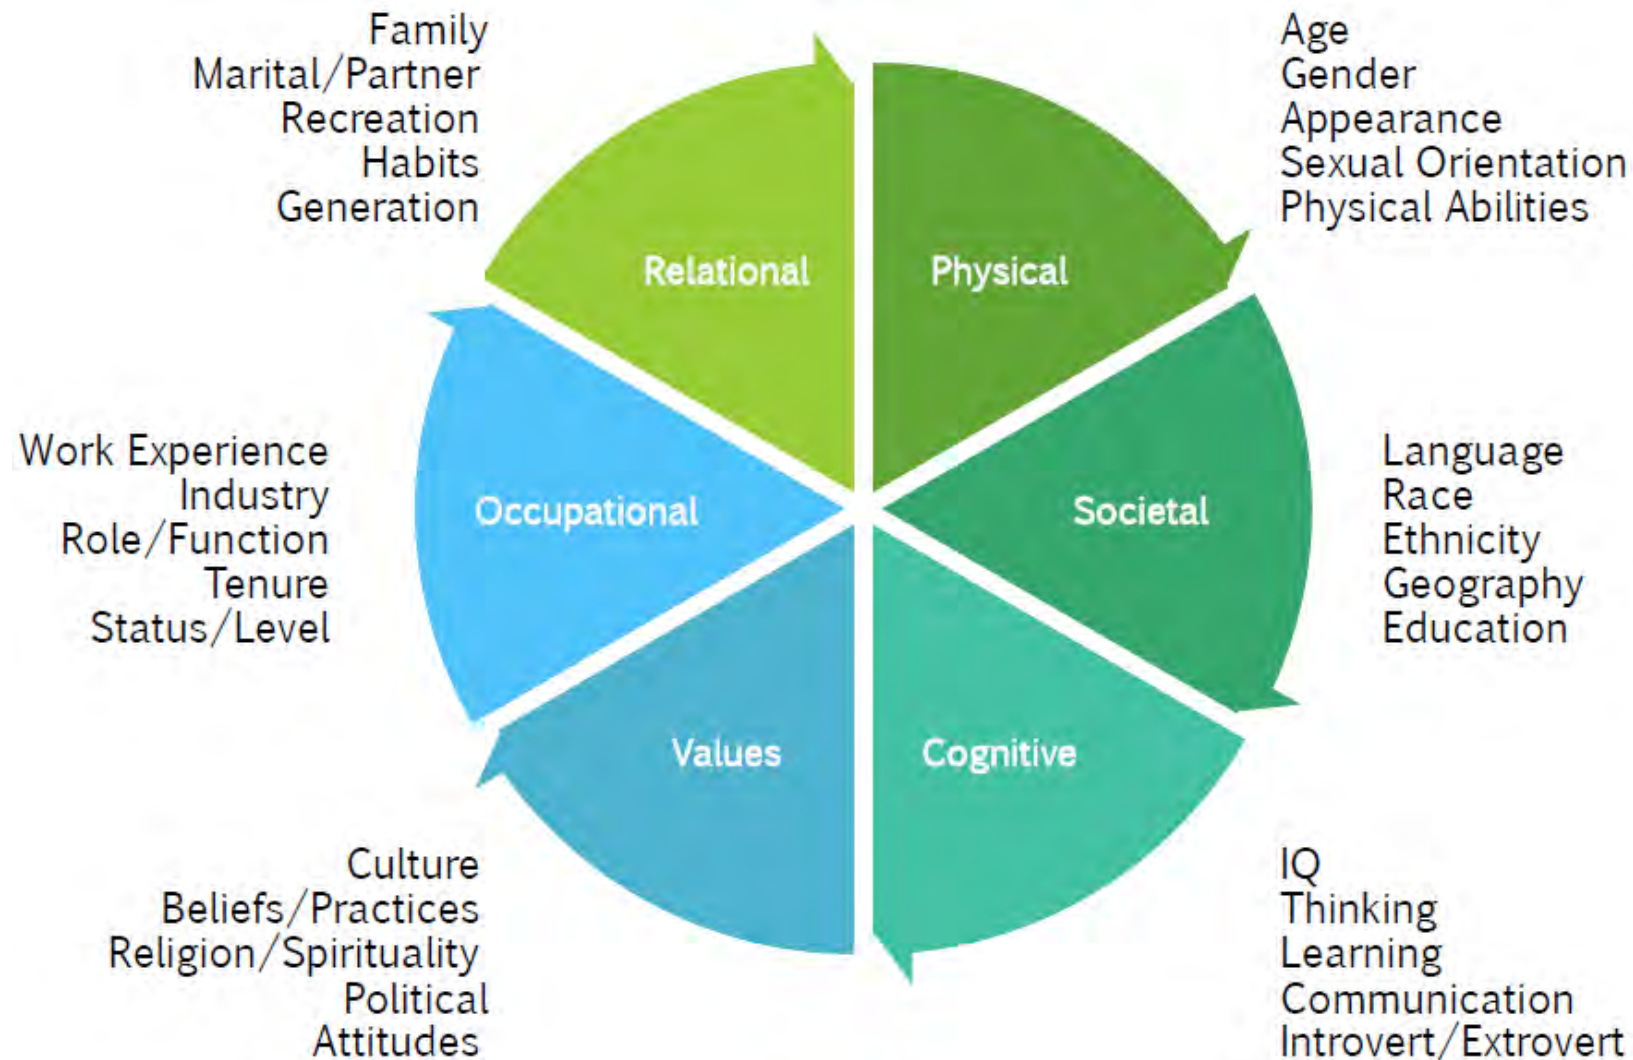 Family
Marital/Partner
Recreation
Habits
Generation
Age
Gender
Appearance
Sexual Orientation
Physical Abilities
Relational
Physical
Work Experience
Industry
Role/Function
Tenure
Status/Level
Occupational
Societal
Language
Race
Ethnicity
Geography
Education
Values
Cognitive
Culture
Beliefs/Practices
Religion/Spirituality
Political
Attitudes
IQ
Thinking
Learning
Communication
Introvert/Extrovert